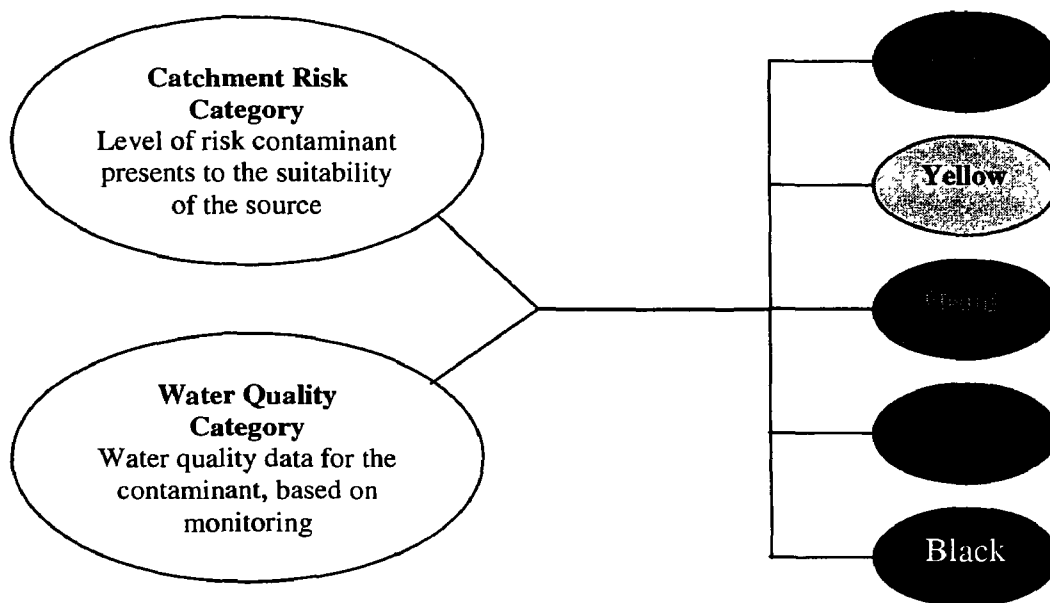 Catchment Risk
Category
Level of risk contaminant
presents to the suitability
of the source
Water Quality
Category
Water quality data for the
contaminant, based on
monitoring
Yellow
Black